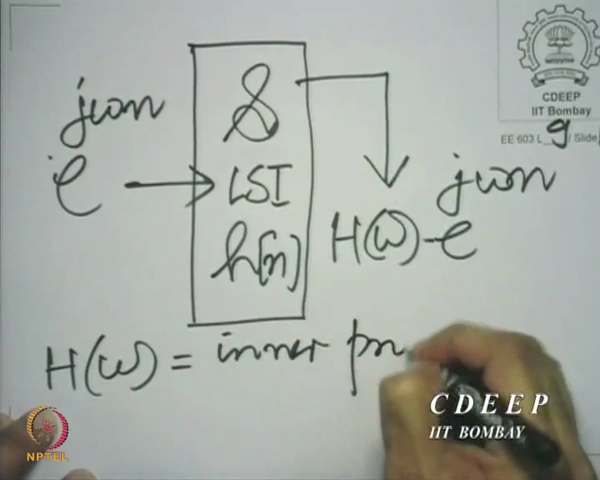 CDEEP
IIT Bombay
EE 603 L 9 / Slide
S
e^{jωn} → LSI
h[n]
H(ω) e^{jωn}
H(ω) = inner pr
CDEEP
IIT BOMBAY
NPTEL